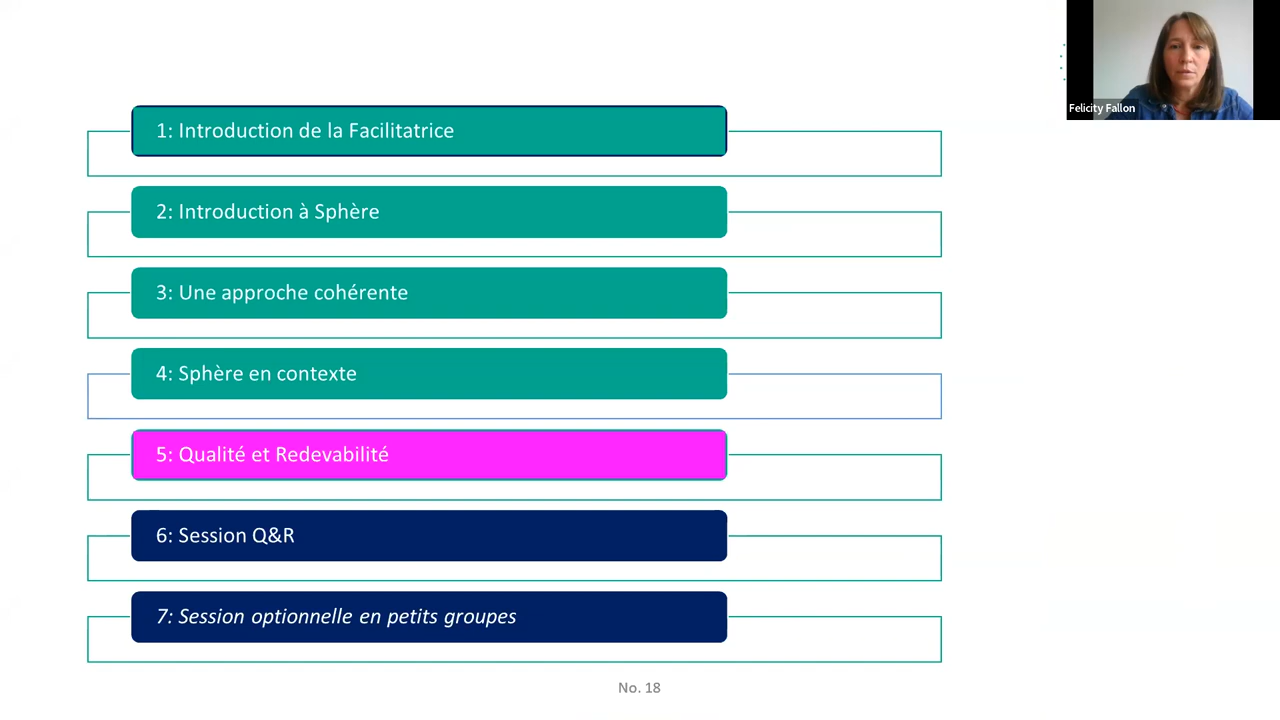 Felicity Fallon
1: Introduction de la Facilitatrice
2: Introduction à Sphère
3: Une approche cohérente
4: Sphère en contexte
5: Qualité et Redevabilité
6: Session Q&R
7: Session optionnelle en petits groupes
No. 18